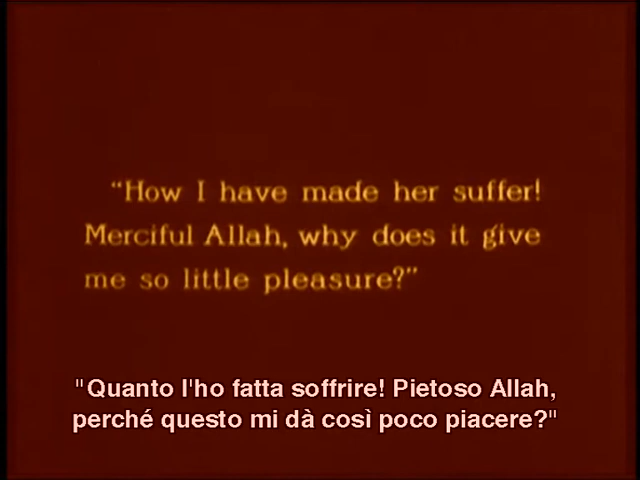 “How I have made her suffer!
Merciful Allah, why does it give
me so little pleasure?”
"Quanto l'ho fatta soffrire! Pietoso Allah,
perché questo mi dà così poco piacere?"